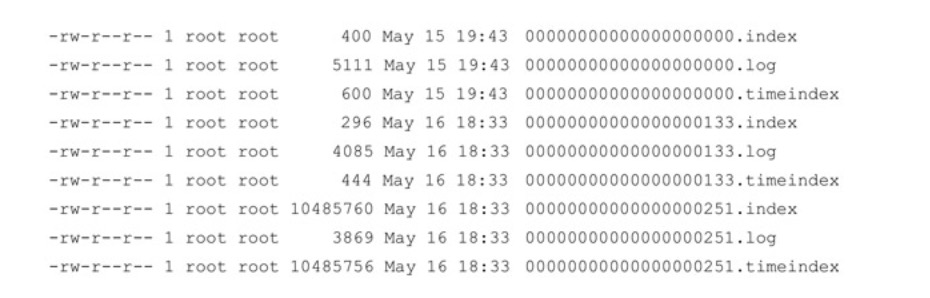 -rw-r--r-- 1 root root      400 May 15 19:43 00000000000000000000.index
-rw-r--r-- 1 root root     5111 May 15 19:43 00000000000000000000.log
-rw-r--r-- 1 root root      600 May 15 19:43 00000000000000000000.timeindex
-rw-r--r-- 1 root root      296 May 16 18:33 00000000000000000133.index
-rw-r--r-- 1 root root     4085 May 16 18:33 00000000000000000133.log
-rw-r--r-- 1 root root      444 May 16 18:33 00000000000000000133.timeindex
-rw-r--r-- 1 root root 10485760 May 16 18:33 00000000000000000251.index
-rw-r--r-- 1 root root     3869 May 16 18:33 00000000000000000251.log
-rw-r--r-- 1 root root 10485756 May 16 18:33 00000000000000000251.timeindex